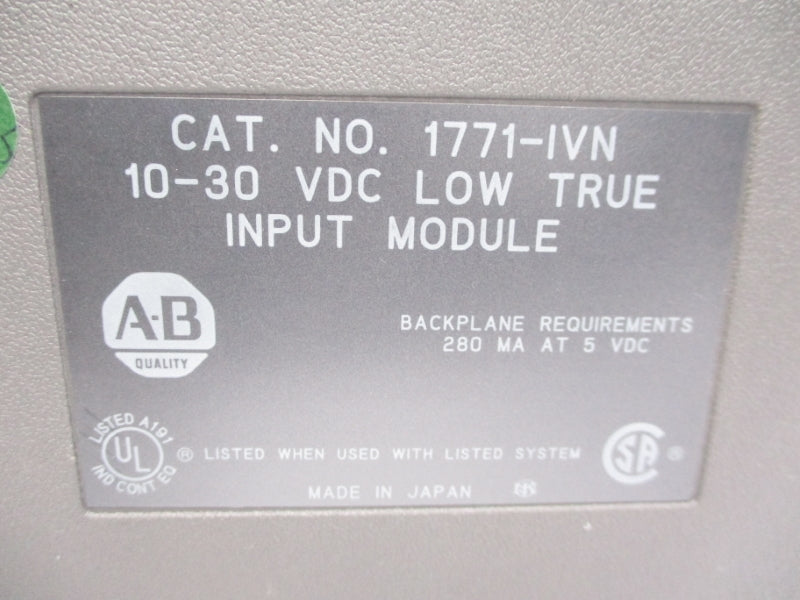 CAT. NO. 1771-IVN
10-30 VDC LOW TRUE
INPUT MODULE
A-B
QUALITY
BACKPLANE REQUIREMENTS
280 MA AT 5 VDC
LISTED A191
UL
IND CONT EQ
® LISTED WHEN USED WITH LISTED SYSTEM
SA ®
MADE IN JAPAN